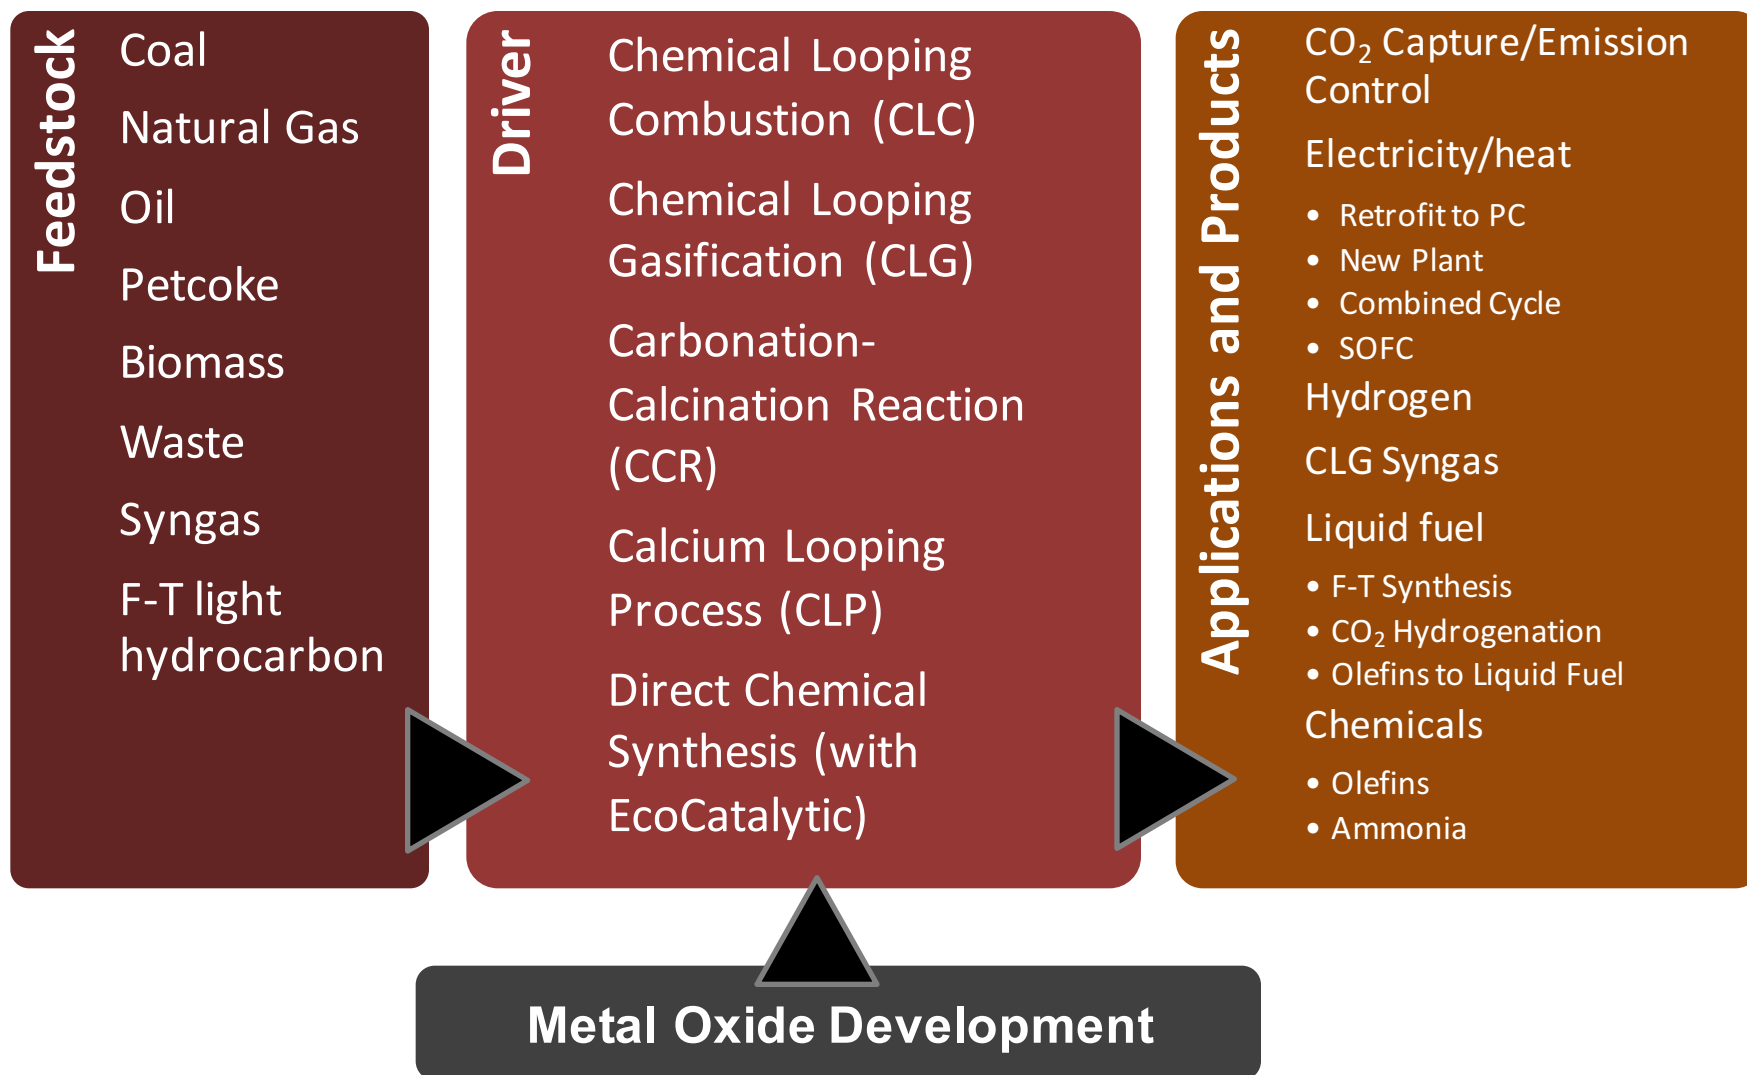 Feedstock
Coal
Natural Gas
Oil
Petcoke
Biomass
Waste
Syngas
F-T light
hydrocarbon
Driver
Chemical Looping
Combustion (CLC)
Chemical Looping
Gasification (CLG)
Carbonation-
Calcination Reaction
(CCR)
Calcium Looping
Process (CLP)
Direct Chemical
Synthesis (with
EcoCatalytic)
Applications and Products
CO₂ Capture/Emission
Control
Electricity/heat
• Retrofit to PC
• New Plant
• Combined Cycle
• SOFC
Hydrogen
CLG Syngas
Liquid fuel
• F-T Synthesis
• CO₂ Hydrogenation
• Olefins to Liquid Fuel
Chemicals
• Olefins
• Ammonia
Metal Oxide Development